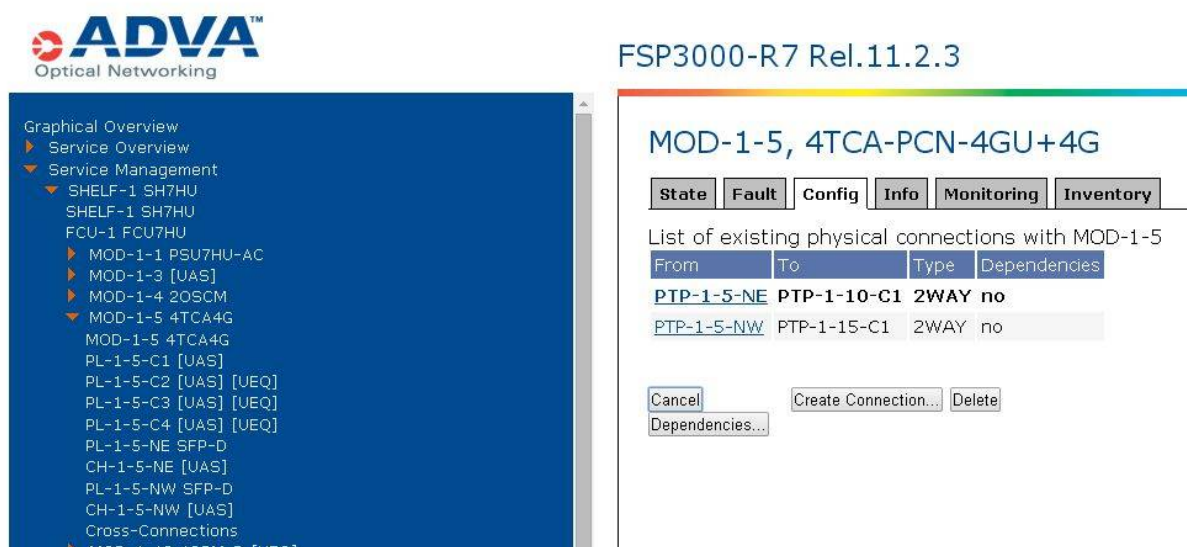 ADVA™
Optical Networking
FSP3000-R7 Rel.11.2.3
Graphical Overview
Service Overview
Service Management
SHELF-1 SH7HU
SHELF-1 SH7HU
FCU-1 FCU7HU
MOD-1-1 PSU7HU-AC
MOD-1-3 [UAS]
MOD-1-4 2OSCM
MOD-1-5 4TCA4G
MOD-1-5 4TCA4G
PL-1-5-C1 [UAS]
PL-1-5-C2 [UAS] [UEQ]
PL-1-5-C3 [UAS] [UEQ]
PL-1-5-C4 [UAS] [UEQ]
PL-1-5-NE SFP-D
CH-1-5-NE [UAS]
PL-1-5-NW SFP-D
CH-1-5-NW [UAS]
Cross-Connections
MOD-1-5, 4TCA-PCN-4GU+4G
State Fault Config Info Monitoring Inventory
List of existing physical connections with MOD-1-5
From To Type Dependencies
PTP-1-5-NE PTP-1-10-C1 2WAY no
PTP-1-5-NW PTP-1-15-C1 2WAY no
Cancel Create Connection... Delete
Dependencies...